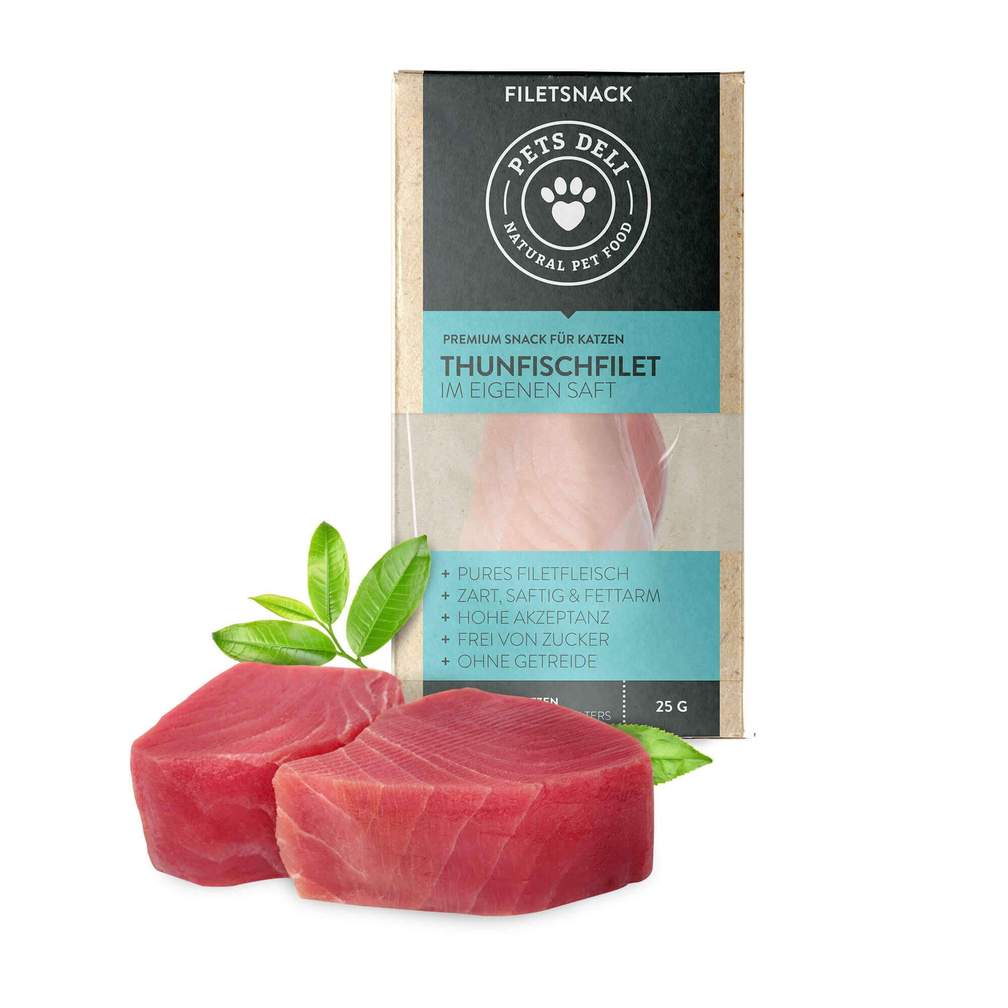 FILETSNACK
PETS DELI
NATURAL PET FOOD
PREMIUM SNACK FÜR KATZEN
THUNFISCHFILET
IM EIGENEN SAFT
+ PURES FILETFLEISCH
+ ZART, SAFTIG & FETTARM
+ HOHE AKZEPTANZ
+ FREI VON ZUCKER
+ OHNE GETREIDE
25 G